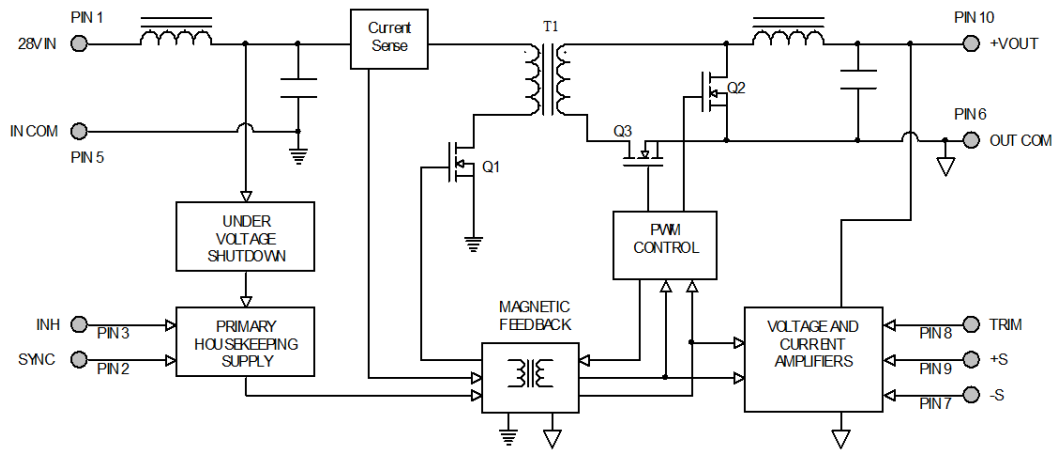 PIN 1
28VIN
IN COM
PIN 5
Current
Sense
T1
Q1
Q2
Q3
PIN 10
+VOUT
PIN 6
OUT COM
UNDER
VOLTAGE
SHUTDOWN
PWM
CONTROL
INH
PIN 3
SYNC
PIN 2
PRIMARY
HOUSEKEEPING
SUPPLY
MAGNETIC
FEEDBACK
VOLTAGE AND
CURRENT
AMPLIFIERS
TRIM
PIN 8
+S
PIN 9
-S
PIN 7